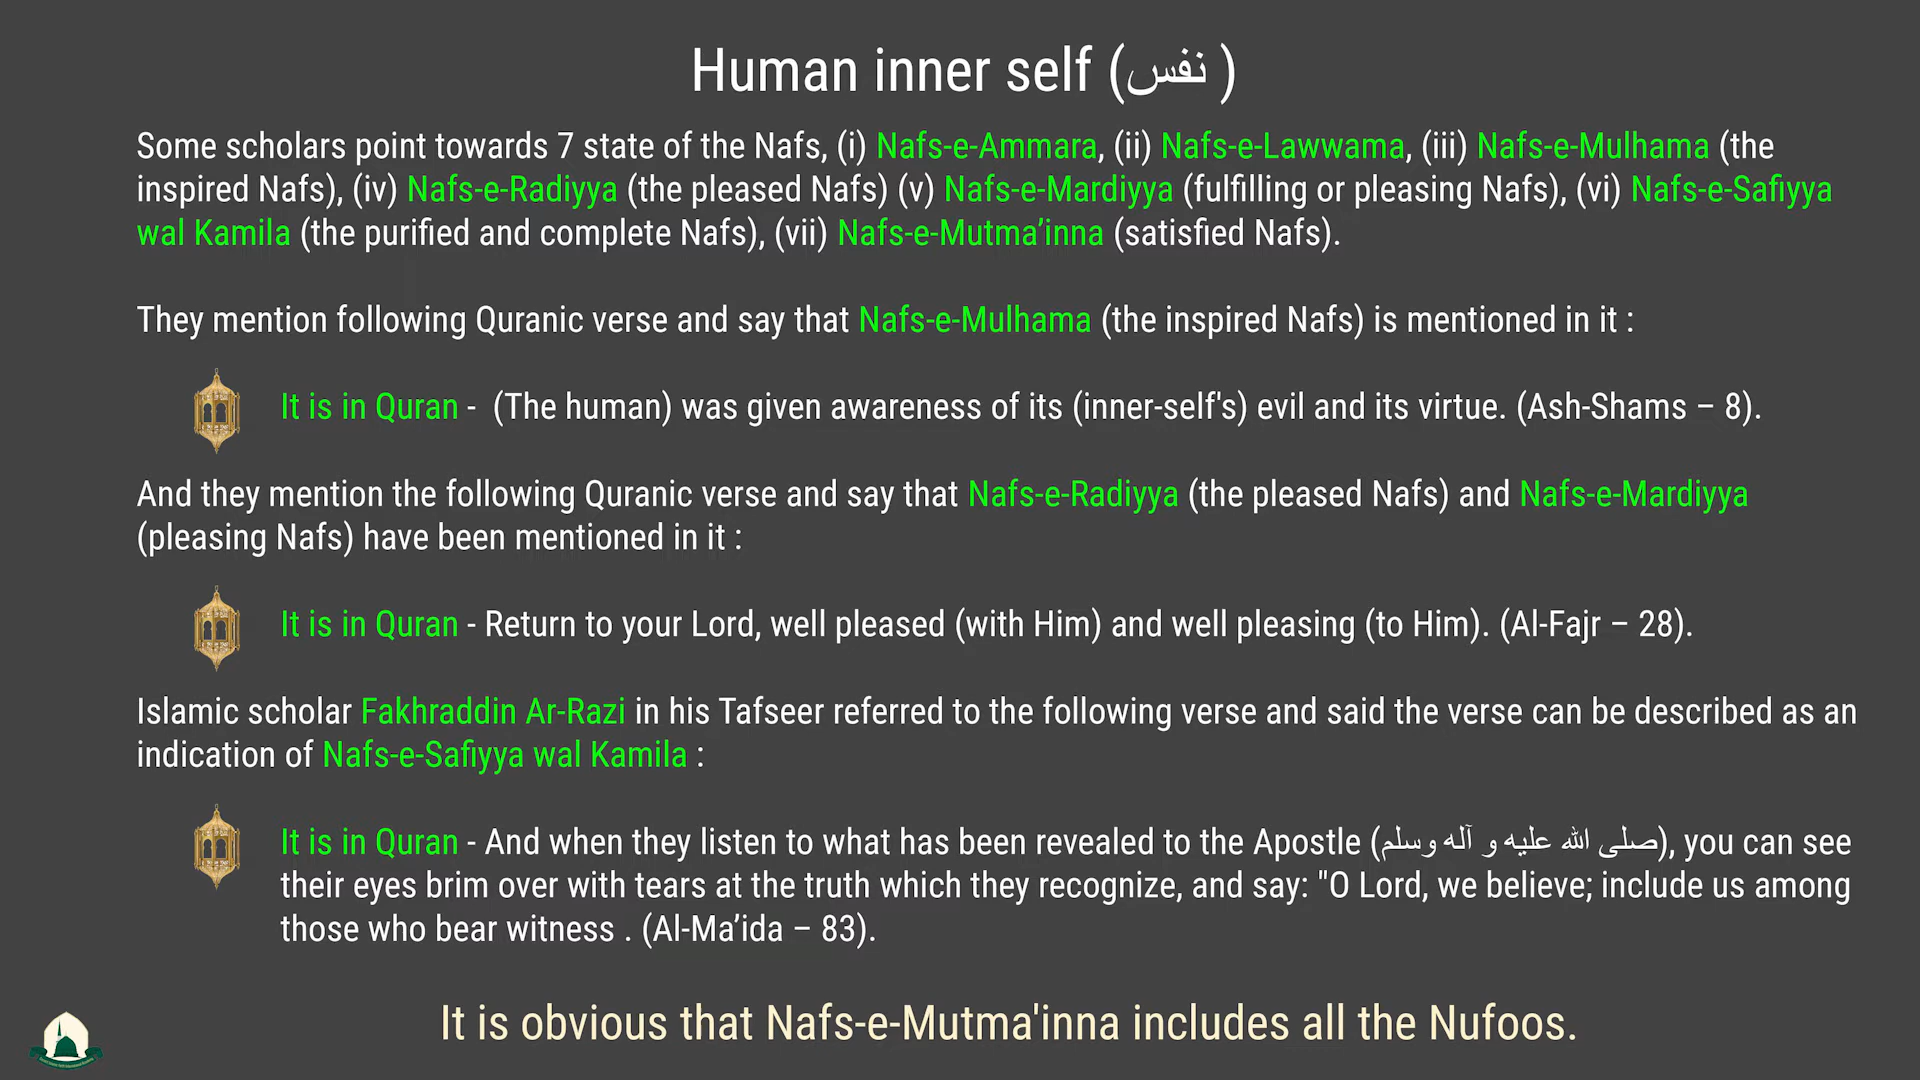 Human inner self (نفس )
Some scholars point towards 7 state of the Nafs, (i) Nafs-e-Ammara, (ii) Nafs-e-Lawwama, (iii) Nafs-e-Mulhama (the
inspired Nafs), (iv) Nafs-e-Radiyya (the pleased Nafs) (v) Nafs-e-Mardiyya (fulfilling or pleasing Nafs), (vi) Nafs-e-Safiyya
wal Kamila (the purified and complete Nafs), (vii) Nafs-e-Mutma’inna (satisfied Nafs).
They mention following Quranic verse and say that Nafs-e-Mulhama (the inspired Nafs) is mentioned in it :
It is in Quran - (The human) was given awareness of its (inner-self's) evil and its virtue. (Ash-Shams – 8).
And they mention the following Quranic verse and say that Nafs-e-Radiyya (the pleased Nafs) and Nafs-e-Mardiyya
(pleasing Nafs) have been mentioned in it :
It is in Quran - Return to your Lord, well pleased (with Him) and well pleasing (to Him). (Al-Fajr – 28).
Islamic scholar Fakhraddin Ar-Razi in his Tafseer referred to the following verse and said the verse can be described as an
indication of Nafs-e-Safiyya wal Kamila :
It is in Quran - And when they listen to what has been revealed to the Apostle (صلى الله عليه و آله وسلم), you can see
their eyes brim over with tears at the truth which they recognize, and say: "O Lord, we believe; include us among
those who bear witness . (Al-Ma’ida – 83).
It is obvious that Nafs-e-Mutma'inna includes all the Nufoos.